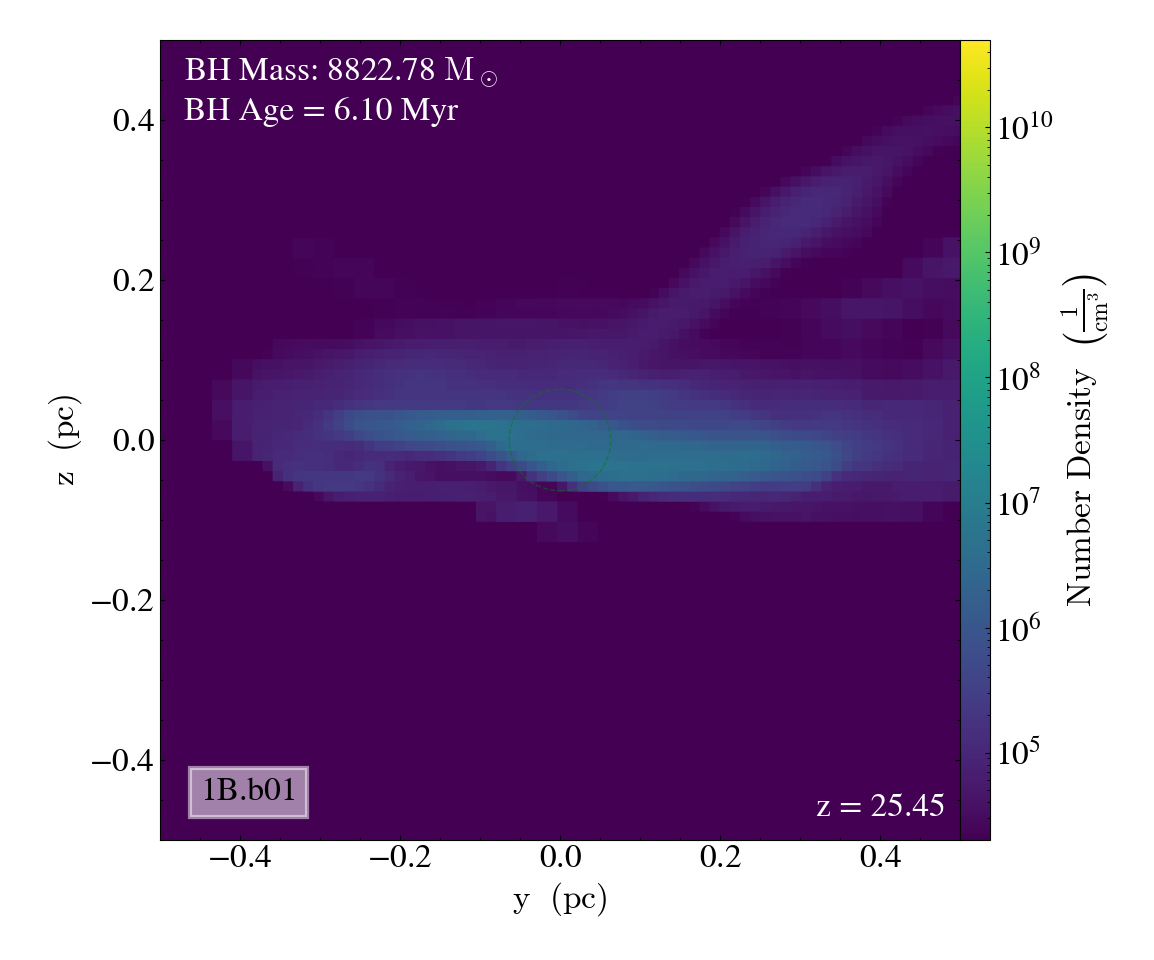 BH Mass: 8822.78 M⊙
BH Age = 6.10 Myr
0.4
0.2
0.0
−0.2
−0.4
z (pc)
1B.b01
z = 25.45
−0.4 −0.2 0.0 0.2 0.4
y (pc)
10¹⁰
10⁹
10⁸
10⁷
10⁶
10⁵
Number Density (1/cm³)